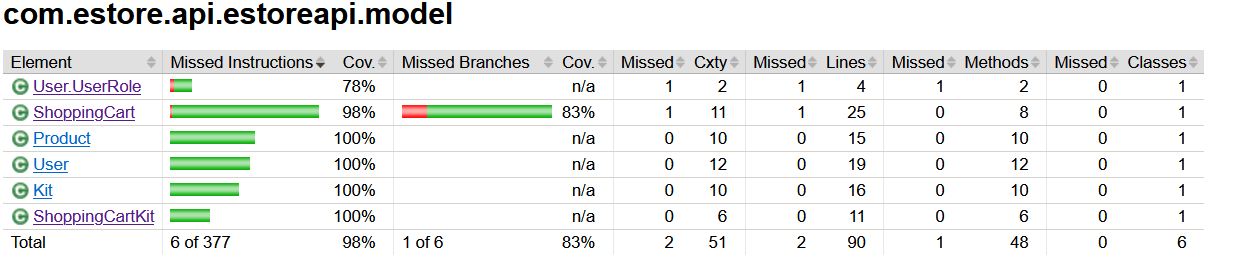 com.estore.api.estoreapi.model
Element Missed Instructions Cov. Missed Branches Cov. Missed Cxty Missed Lines Missed Methods Missed Classes
C User.UserRole 78% n/a 1 2 1 4 1 2 0 1
C ShoppingCart 98% 83% 1 11 1 25 0 8 0 1
C Product 100% n/a 0 10 0 15 0 10 0 1
C User 100% n/a 0 12 0 19 0 12 0 1
C Kit 100% n/a 0 10 0 16 0 10 0 1
C ShoppingCartKit 100% n/a 0 6 0 11 0 6 0 1
Total 6 of 377 98% 1 of 6 83% 2 51 2 90 1 48 0 6